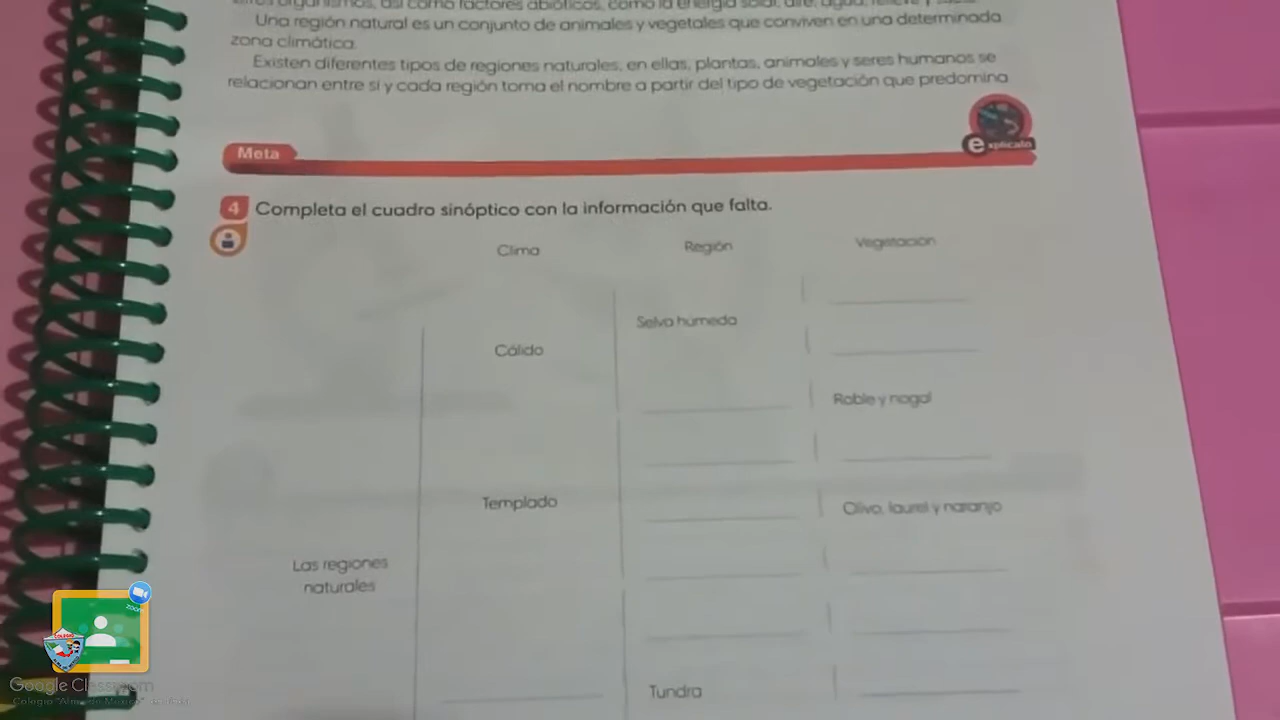 Una región natural es un conjunto de animales y vegetales que conviven en una determinada
zona climática.
Existen diferentes tipos de regiones naturales, en ellas, plantas, animales y seres humanos se
relacionan entre sí y cada región toma el nombre a partir del tipo de vegetación que predomina
Meta
explícalo
4 Completa el cuadro sinóptico con la información que falta.
Clima Región Vegetación
Selva húmeda
Cálido
Roble y nogal
Templado
Olivo, laurel y naranjo
Las regiones
naturales
Tundra
zoom
Google Classroom
Colegio